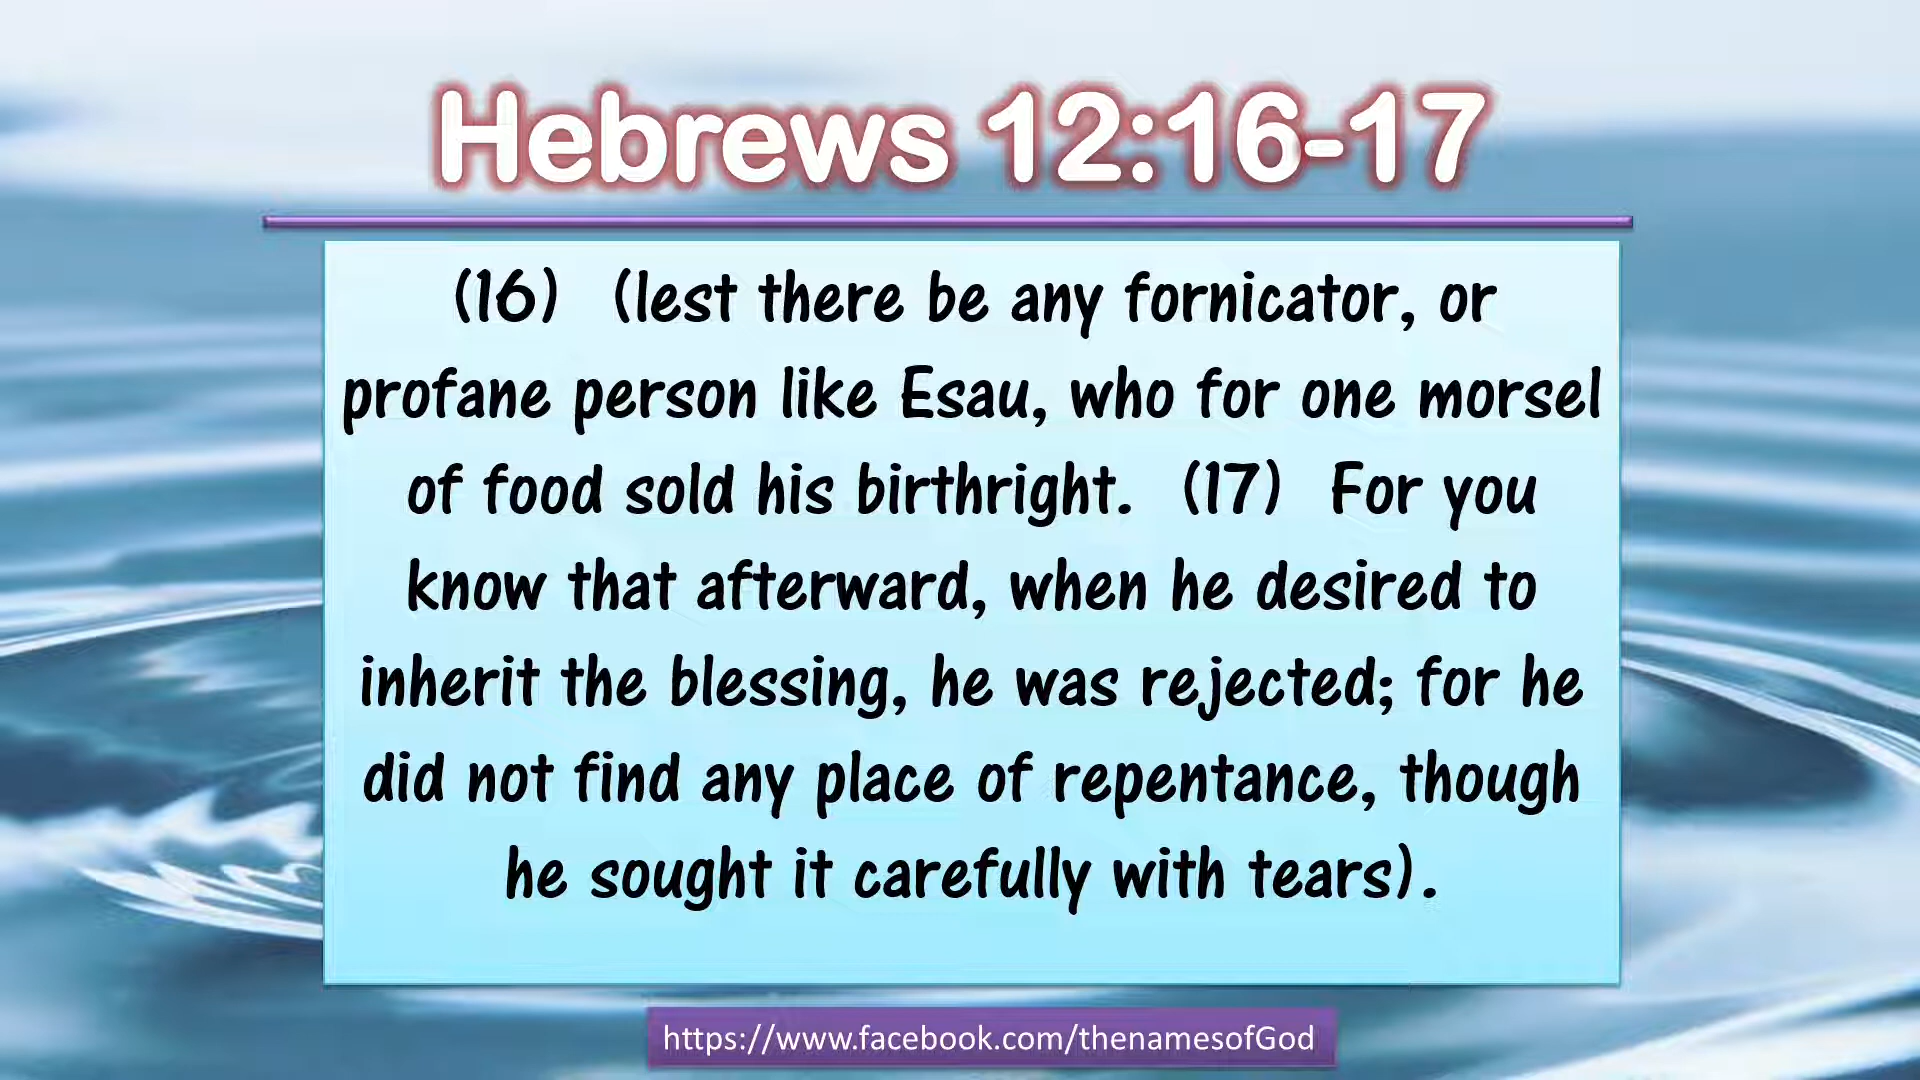 Hebrews 12:16-17
(16) (lest there be any fornicator, or
profane person like Esau, who for one morsel
of food sold his birthright. (17) For you
know that afterward, when he desired to
inherit the blessing, he was rejected; for he
did not find any place of repentance, though
he sought it carefully with tears).
https://www.facebook.com/thenamesofGod